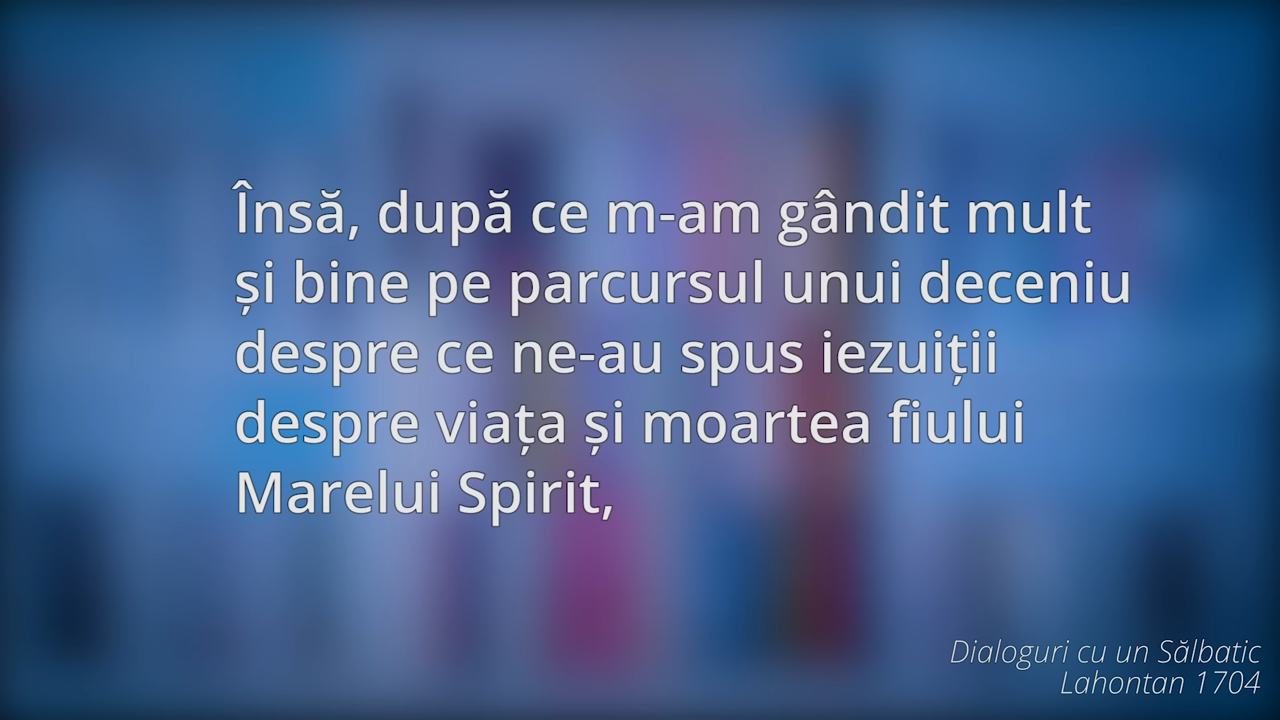 Însă, după ce m-am gândit mult
și bine pe parcursul unui deceniu
despre ce ne-au spus iezuiții
despre viața și moartea fiului
Marelui Spirit,
Dialoguri cu un Sălbatic
Lahontan 1704